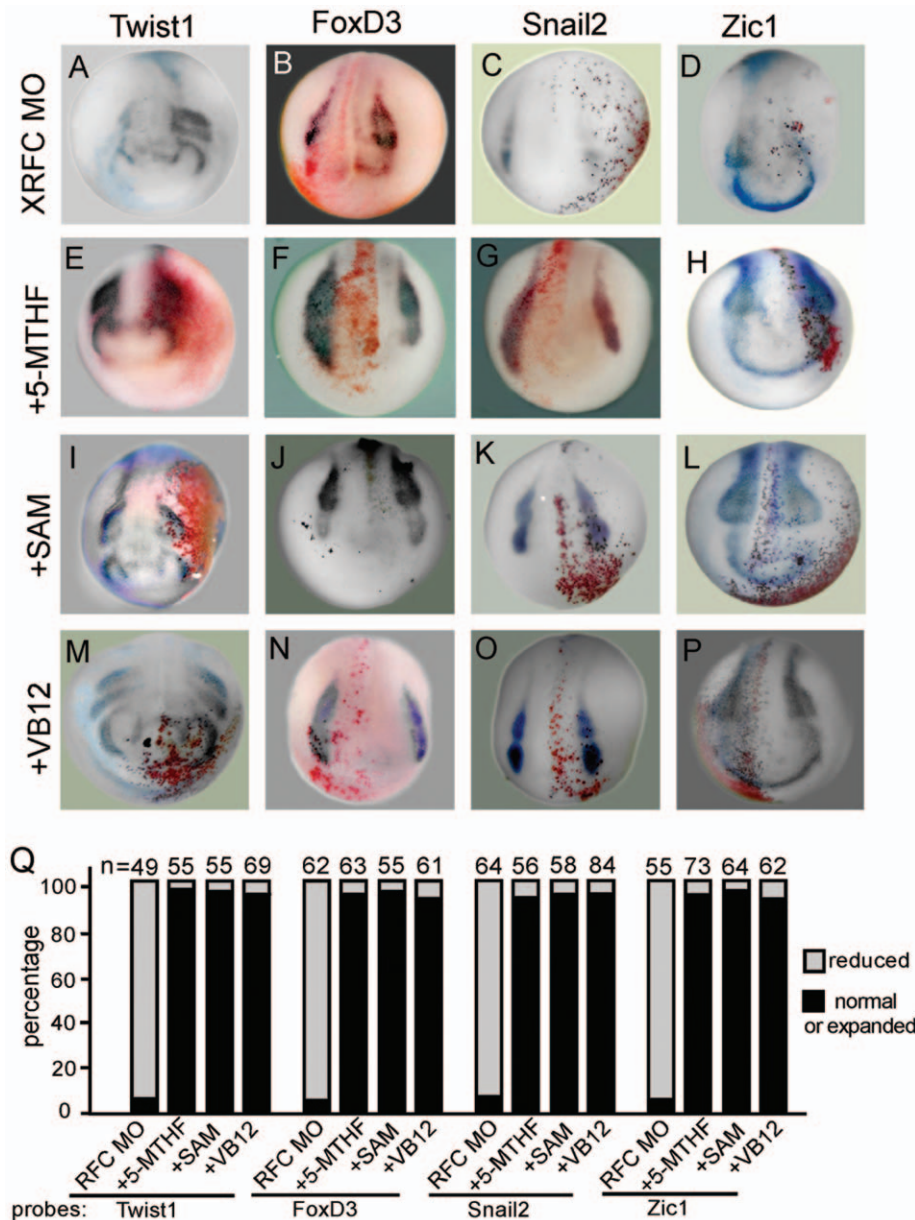 Twist1 FoxD3 Snail2 Zic1
XRFC MO
A B C D
+5-MTHF
E F G H
+SAM
I J K L
+VB12
M N O P
Q
n=49 55 55 69 62 63 55 61 64 56 58 84 55 73 64 62
percentage
100
80
60
40
20
0
reduced
normal
or expanded
RFC MO +5-MTHF +SAM +VB12 RFC MO +5-MTHF +SAM +VB12 RFC MO +5-MTHF +SAM +VB12 RFC MO +5-MTHF +SAM +VB12
probes: Twist1 FoxD3 Snail2 Zic1